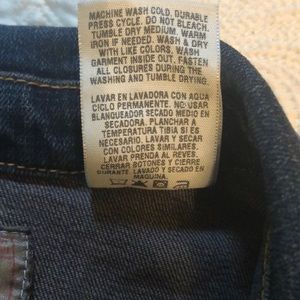 MACHINE WASH COLD, DURABLE
PRESS CYCLE. DO NOT BLEACH.
TUMBLE DRY MEDIUM. WARM
IRON IF NEEDED. WASH & DRY
WITH LIKE COLORS, WASH
GARMENT INSIDE OUT. FASTEN
ALL CLOSURES DURING THE
WASHING AND TUMBLE DRYING.
LAVAR EN LAVADORA CON AGUA
CICLO PERMANENTE. NO USAR
BLANQUEADOR SECADO MEDIO EN
SECADORA. PLANCHAR A
TEMPERATURA TIBIA SI ES
NECESARIO. LAVAR Y SECAR
CON COLORES SIMILARES.
LAVAR PRENDA AL REVES.
CERRAR BOTONES Y CIERRE
DURANTE LAVADO Y SECADO EN
MAQUINA.